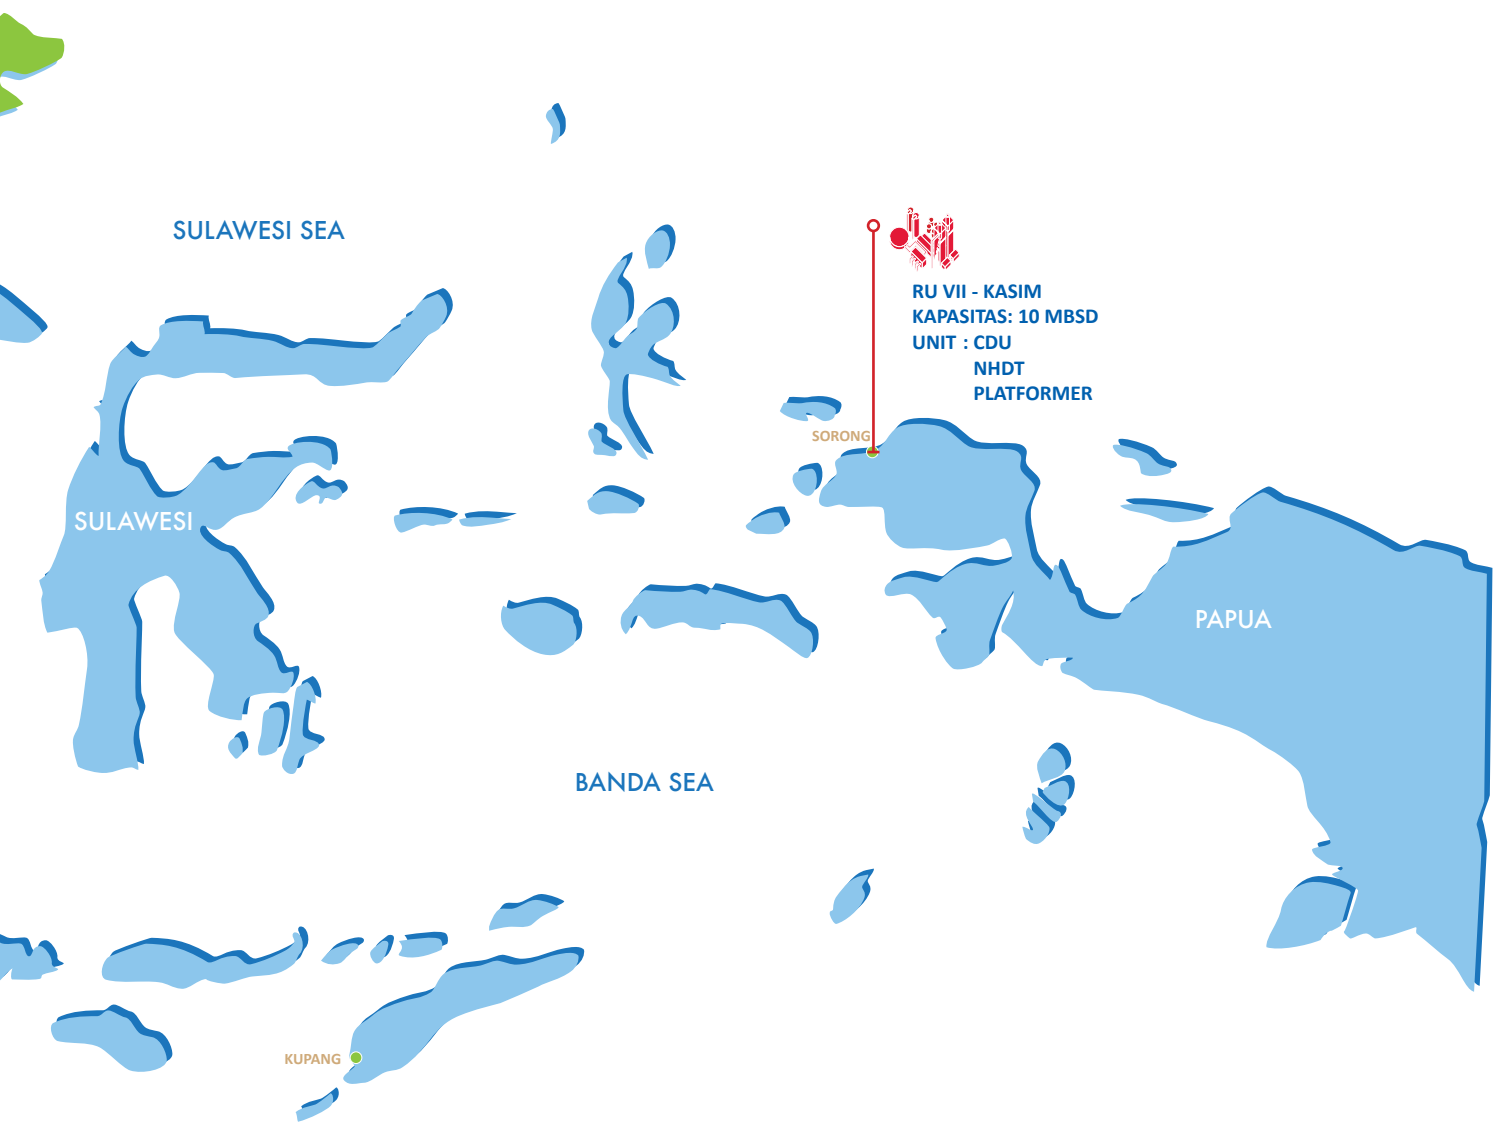 SULAWESI SEA
RU VII - KASIM
KAPASITAS: 10 MBSD
UNIT : CDU
NHDT
PLATFORMER
SORONG
SULAWESI
PAPUA
BANDA SEA
KUPANG